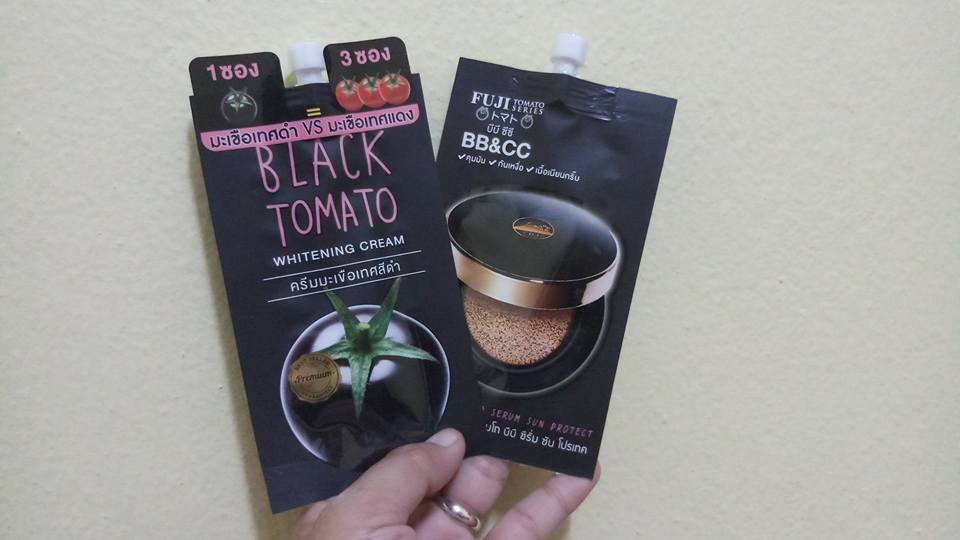 1 ซอง
3 ซอง
=
มะเขือเทศดำ VS มะเขือเทศแดง
BLACK
TOMATO
WHITENING CREAM
ครีมมะเขือเทศสีดำ
Premium
FUJI TOMATO
SERIES
トマト
บีบี ซีซี
BB&CC
✓คุมมัน ✓กันเหงื่อ ✓เนื้อเนียนกริ๊บ
SERUM SUN PROTECT
บีบี ซีรั่ม ซัน โปรเทค